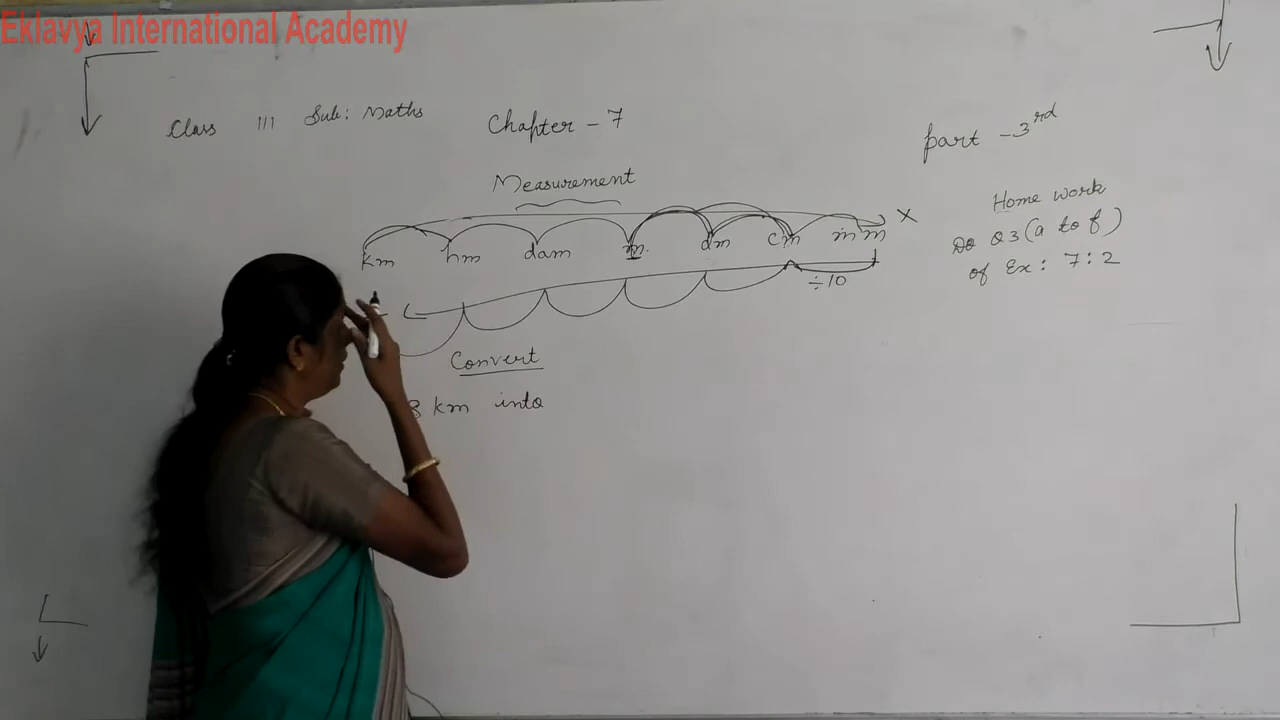 Eklavya International Academy
Class III Sub: Maths
Chapter - 7
part - 3rd
Measurement
Home work
Do Q3 (a to f)
of Ex: 7:2
km hm dam m dm cm mm ×
÷10
Convert
8 km into